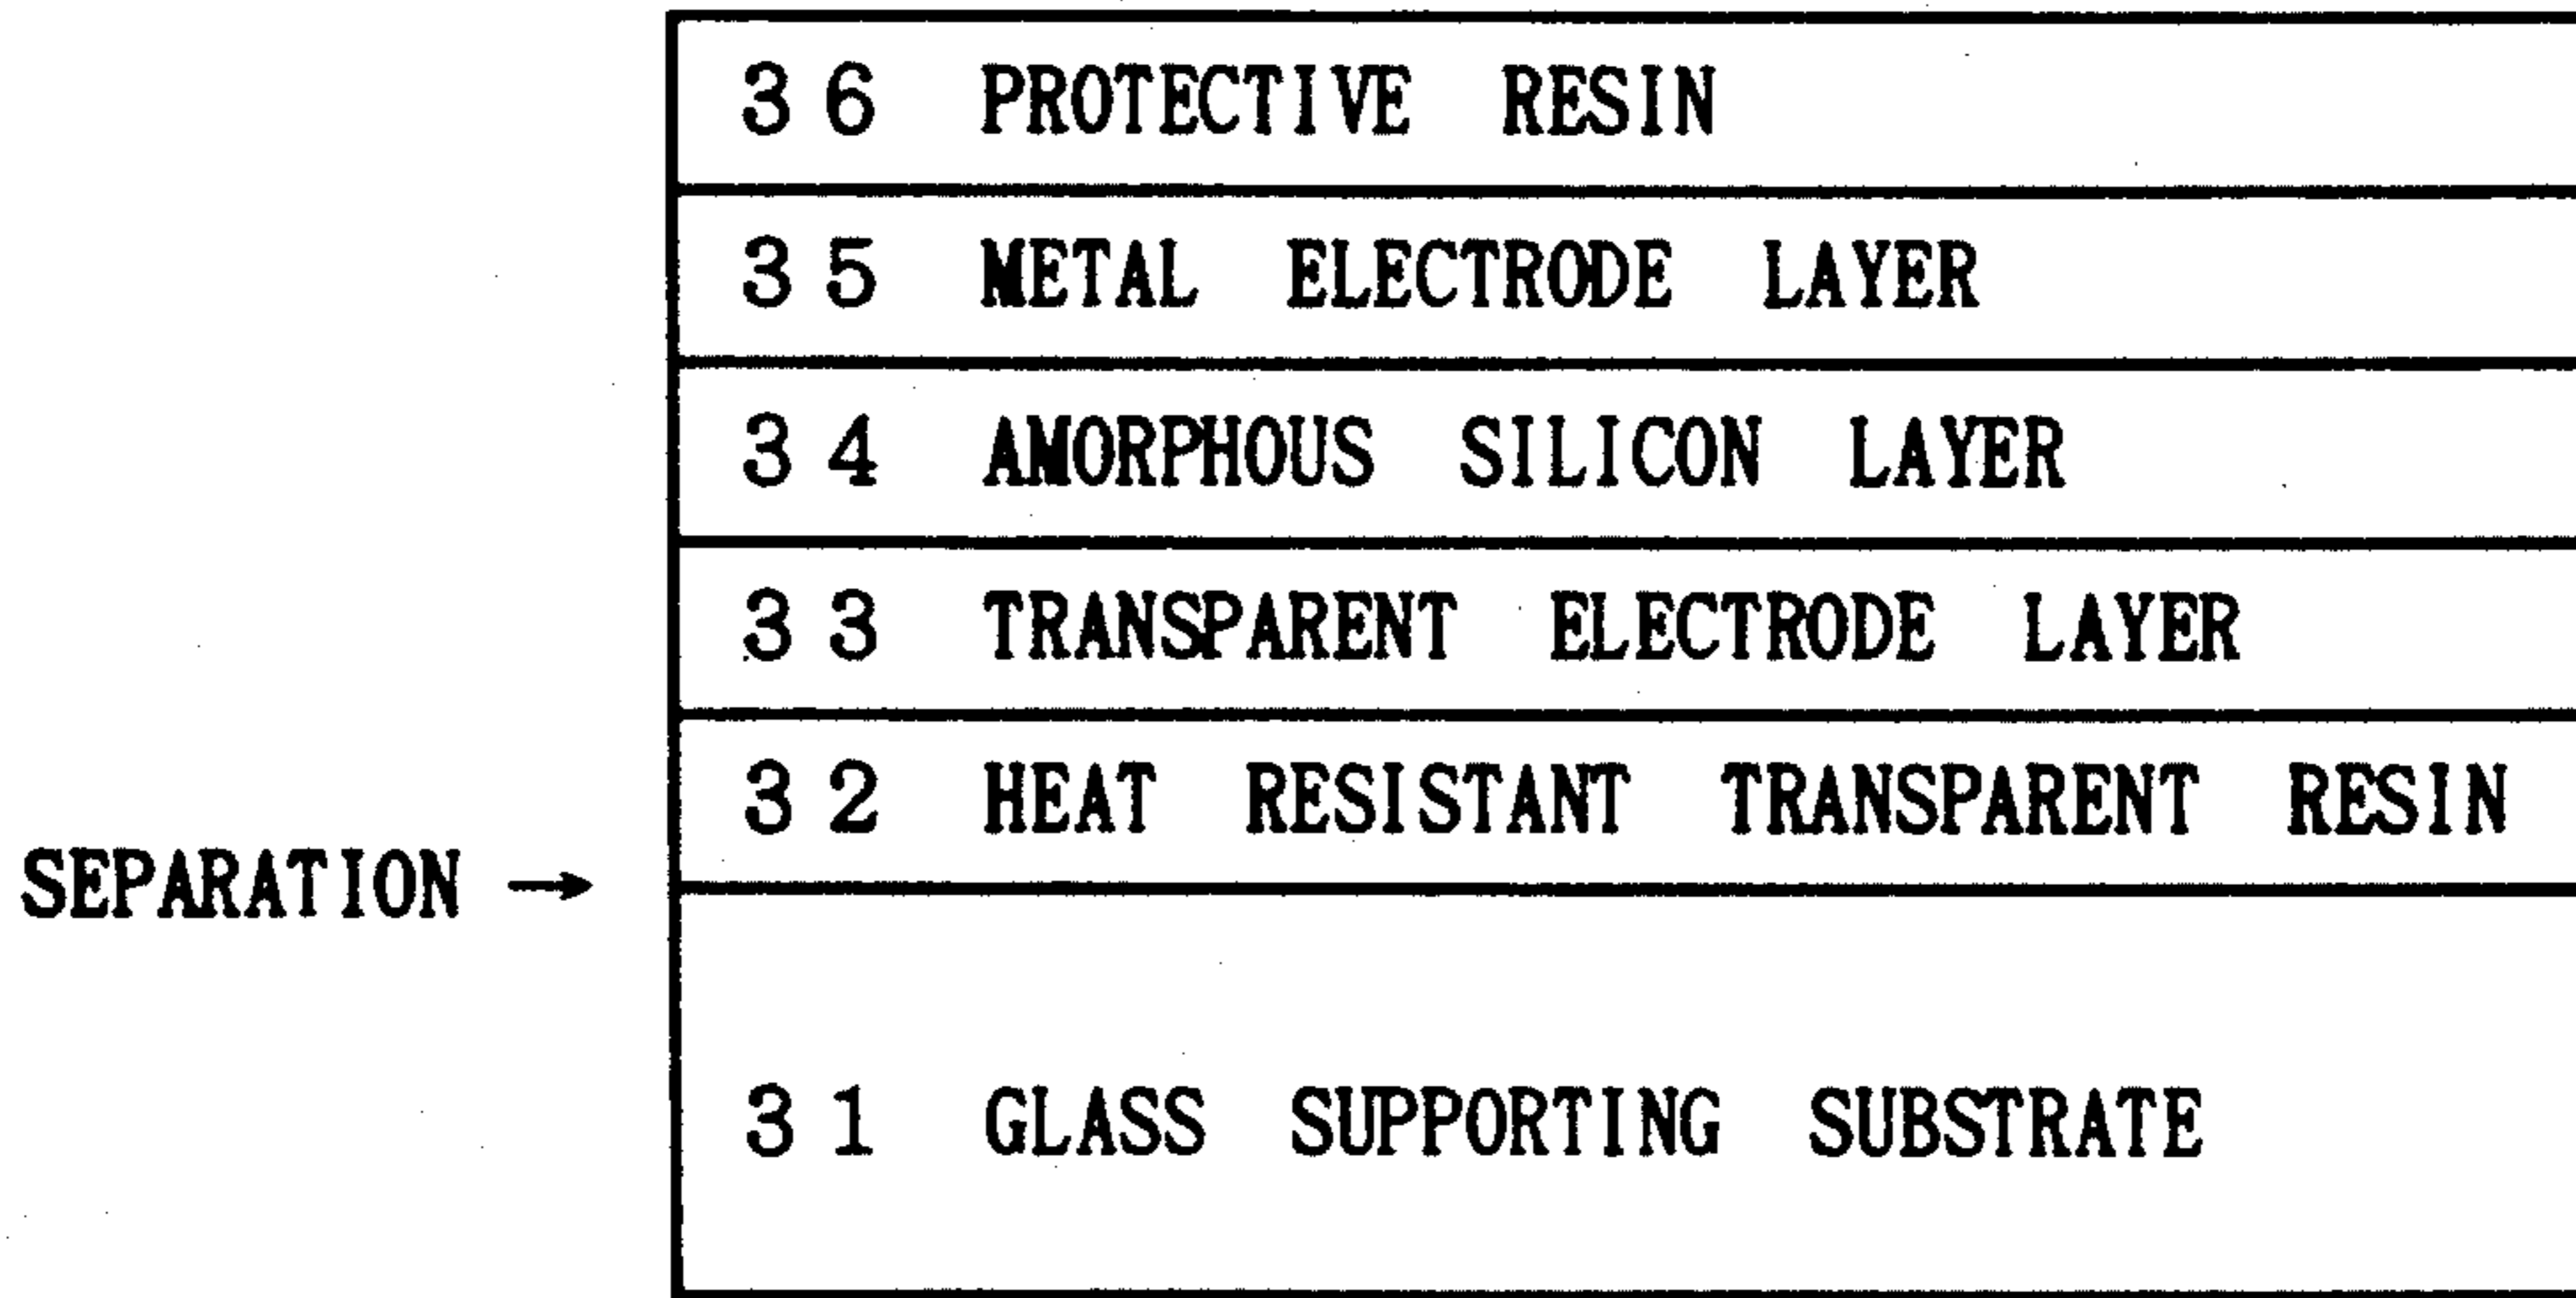 36 PROTECTIVE RESIN
35 METAL ELECTRODE LAYER
34 AMORPHOUS SILICON LAYER
33 TRANSPARENT ELECTRODE LAYER
32 HEAT RESISTANT TRANSPARENT RESIN
SEPARATION →
31 GLASS SUPPORTING SUBSTRATE